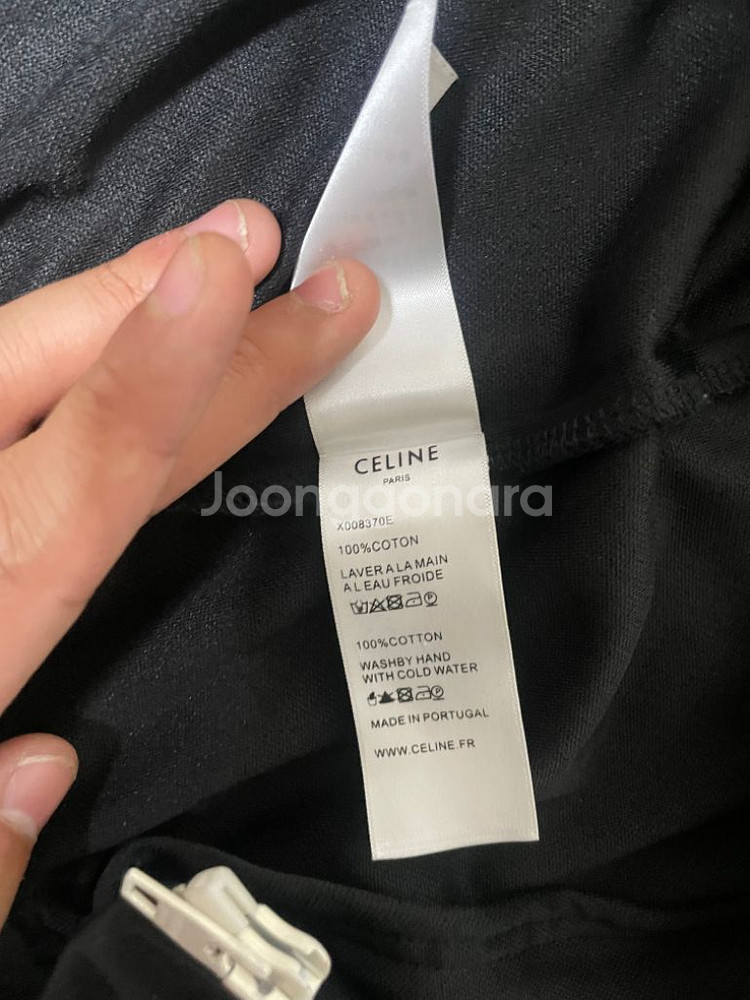 CELINE
PARIS
Joonggonara
X008370E
100%COTON
LAVER A LA MAIN
A L EAU FROIDE
100%COTTON
WASHBY HAND
WITH COLD WATER
MADE IN PORTUGAL
WWW.CELINE.FR